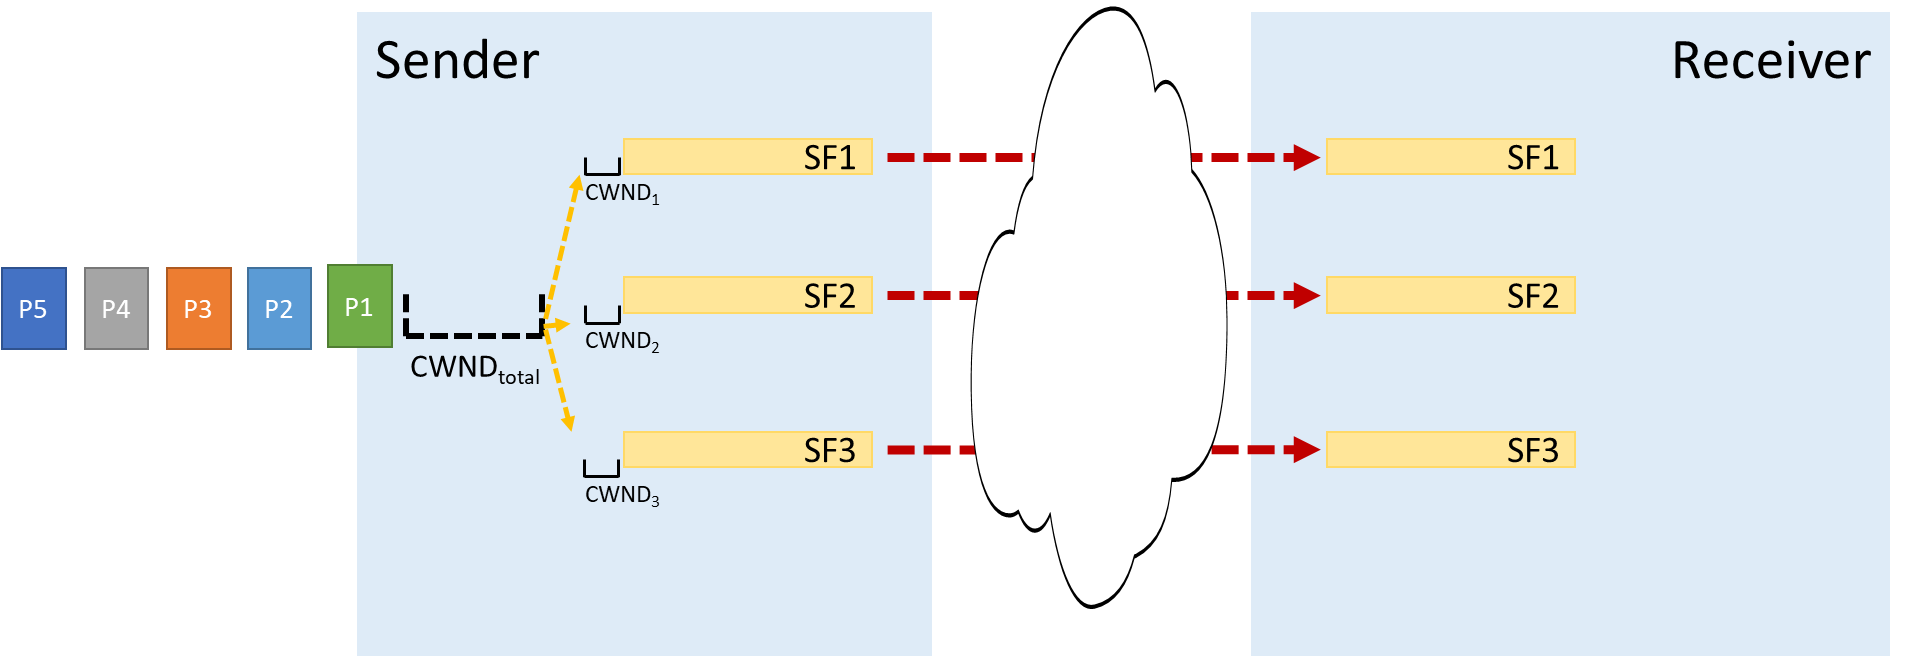 Sender
Receiver
SF1
SF1
CWND₁
P5
P4
P3
P2
P1
CWNDtotal
SF2
SF2
CWND₂
SF3
SF3
CWND₃